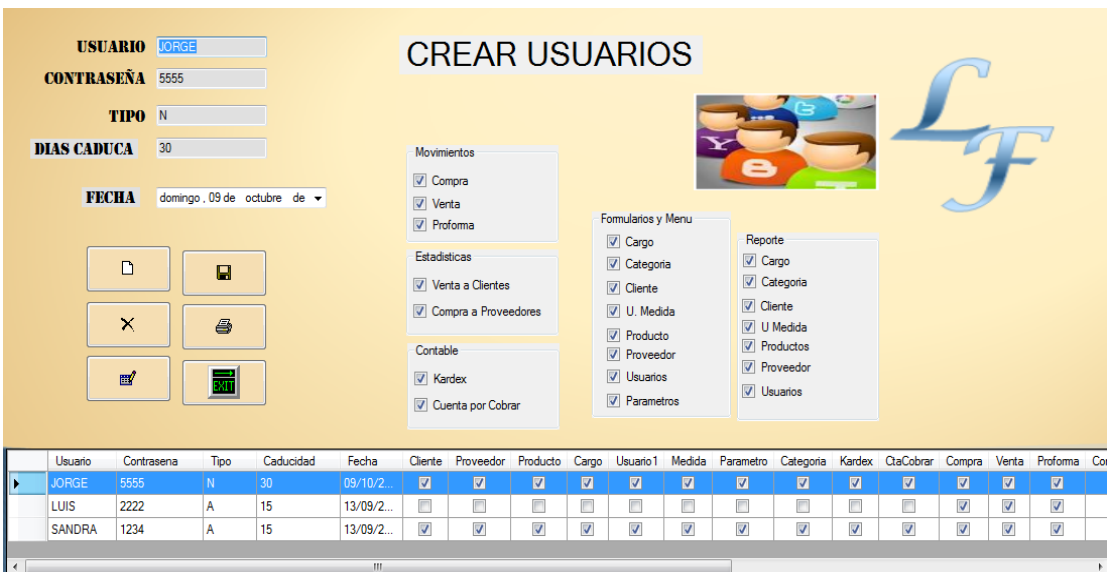 CREAR USUARIOS
USUARIO JORGE
CONTRASEÑA 5555
TIPO N
DIAS CADUCA 30
FECHA domingo , 09 de octubre de
EXIT
LF
Movimientos
Compra
Venta
Proforma
Estadisticas
Venta a Clientes
Compra a Proveedores
Contable
Kardex
Cuenta por Cobrar
Formularios y Menu
Cargo
Categoria
Cliente
U. Medida
Producto
Proveedor
Usuarios
Parametros
Reporte
Cargo
Categoria
Cliente
U Medida
Productos
Proveedor
Usuarios
Usuario Contrasena Tipo Caducidad Fecha Cliente Proveedor Producto Cargo Usuario1 Medida Parametro Categoria Kardex CtaCobrar Compra Venta Proforma
JORGE 5555 N 30 09/10/2...
LUIS 2222 A 15 13/09/2...
SANDRA 1234 A 15 13/09/2...